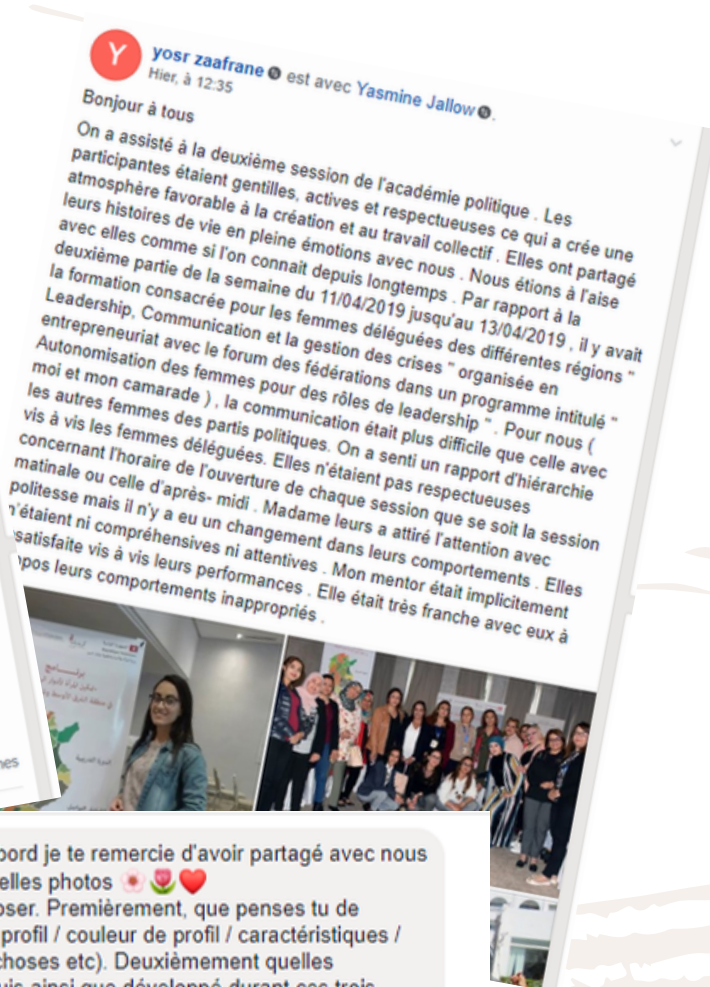 Y
yosr zaafrane est avec Yasmine Jallow.
Hier, à 12:35
Bonjour à tous
On a assisté à la deuxième session de l'académie politique . Les
participantes étaient gentilles, actives et respectueuses ce qui a crée une
atmosphère favorable à la création et au travail collectif . Elles ont partagé
leurs histoires de vie en pleine émotions avec nous . Nous étions à l'aise
avec elles comme si l'on connait depuis longtemps . Par rapport à la
deuxième partie de la semaine du 11/04/2019 jusqu'au 13/04/2019 , il y avait
la formation consacrée pour les femmes déléguées des différentes régions "
Leadership, Communication et la gestion des crises " organisée en
entrepreneuriat avec le forum des fédérations dans un programme intitulé "
Autonomisation des femmes pour des rôles de leadership " . Pour nous (
moi et mon camarade ) , la communication était plus difficile que celle avec
les autres femmes des partis politiques. On a senti un rapport d'hiérarchie
vis à vis les femmes déléguées. Elles n'étaient pas respectueuses
concernant l'horaire de l'ouverture de chaque session que se soit la session
matinale ou celle d'après- midi . Madame leurs a attiré l'attention avec
politesse mais il n'y a eu un changement dans leurs comportements . Elles
n'étaient ni compréhensives ni attentives . Mon mentor était implicitement
satisfaite vis à vis leurs performances . Elle était très franche avec eux à
pos leurs comportements inappropriés .
nes
bord je te remercie d'avoir partagé avec nous
elles photos 🌸🌷❤️
oser. Premièrement, que penses tu de
profil / couleur de profil / caractéristiques /
choses etc). Deuxièmement quelles
uis ainsi que développé durant ces trois